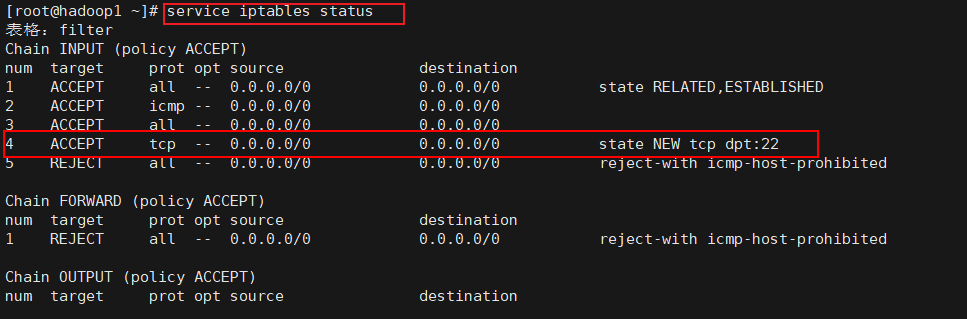 [root@hadoop1 ~]# service iptables status
表格：filter
Chain INPUT (policy ACCEPT)
num  target     prot opt source               destination
1    ACCEPT     all  --  0.0.0.0/0            0.0.0.0/0           state RELATED,ESTABLISHED
2    ACCEPT     icmp --  0.0.0.0/0            0.0.0.0/0
3    ACCEPT     all  --  0.0.0.0/0            0.0.0.0/0
4    ACCEPT     tcp  --  0.0.0.0/0            0.0.0.0/0           state NEW tcp dpt:22
5    REJECT     all  --  0.0.0.0/0            0.0.0.0/0           reject-with icmp-host-prohibited
Chain FORWARD (policy ACCEPT)
num  target     prot opt source               destination
1    REJECT     all  --  0.0.0.0/0            0.0.0.0/0           reject-with icmp-host-prohibited
Chain OUTPUT (policy ACCEPT)
num  target     prot opt source               destination